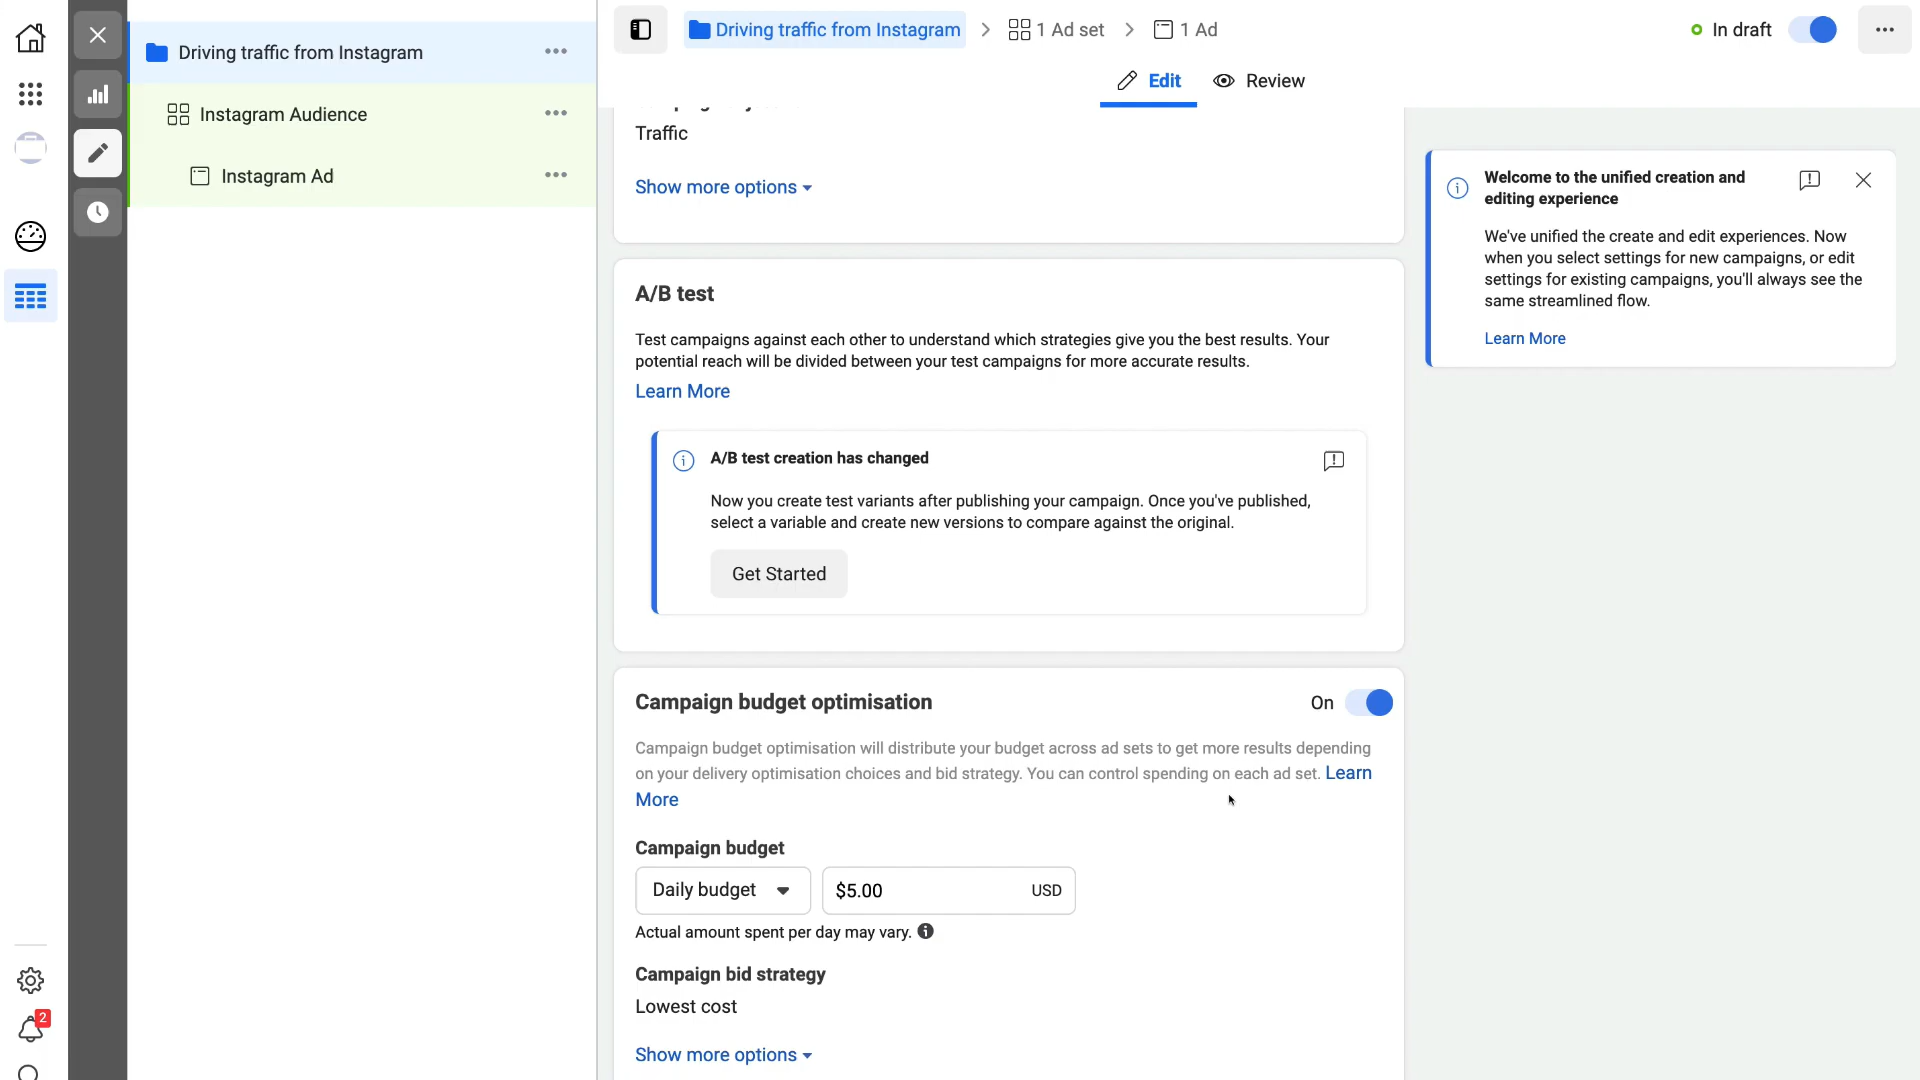 Driving traffic from Instagram
Instagram Audience
Instagram Ad
Driving traffic from Instagram
1 Ad set
1 Ad
In draft
Edit
Review
Traffic
Show more options
A/B test
Test campaigns against each other to understand which strategies give you the best results. Your
potential reach will be divided between your test campaigns for more accurate results.
Learn More
A/B test creation has changed
Now you create test variants after publishing your campaign. Once you've published,
select a variable and create new versions to compare against the original.
Get Started
Campaign budget optimisation
On
Campaign budget optimisation will distribute your budget across ad sets to get more results depending
on your delivery optimisation choices and bid strategy. You can control spending on each ad set. Learn
More
Campaign budget
Daily budget
$5.00
USD
Actual amount spent per day may vary.
Campaign bid strategy
Lowest cost
Show more options
Welcome to the unified creation and
editing experience
We've unified the create and edit experiences. Now
when you select settings for new campaigns, or edit
settings for existing campaigns, you'll always see the
same streamlined flow.
Learn More
2